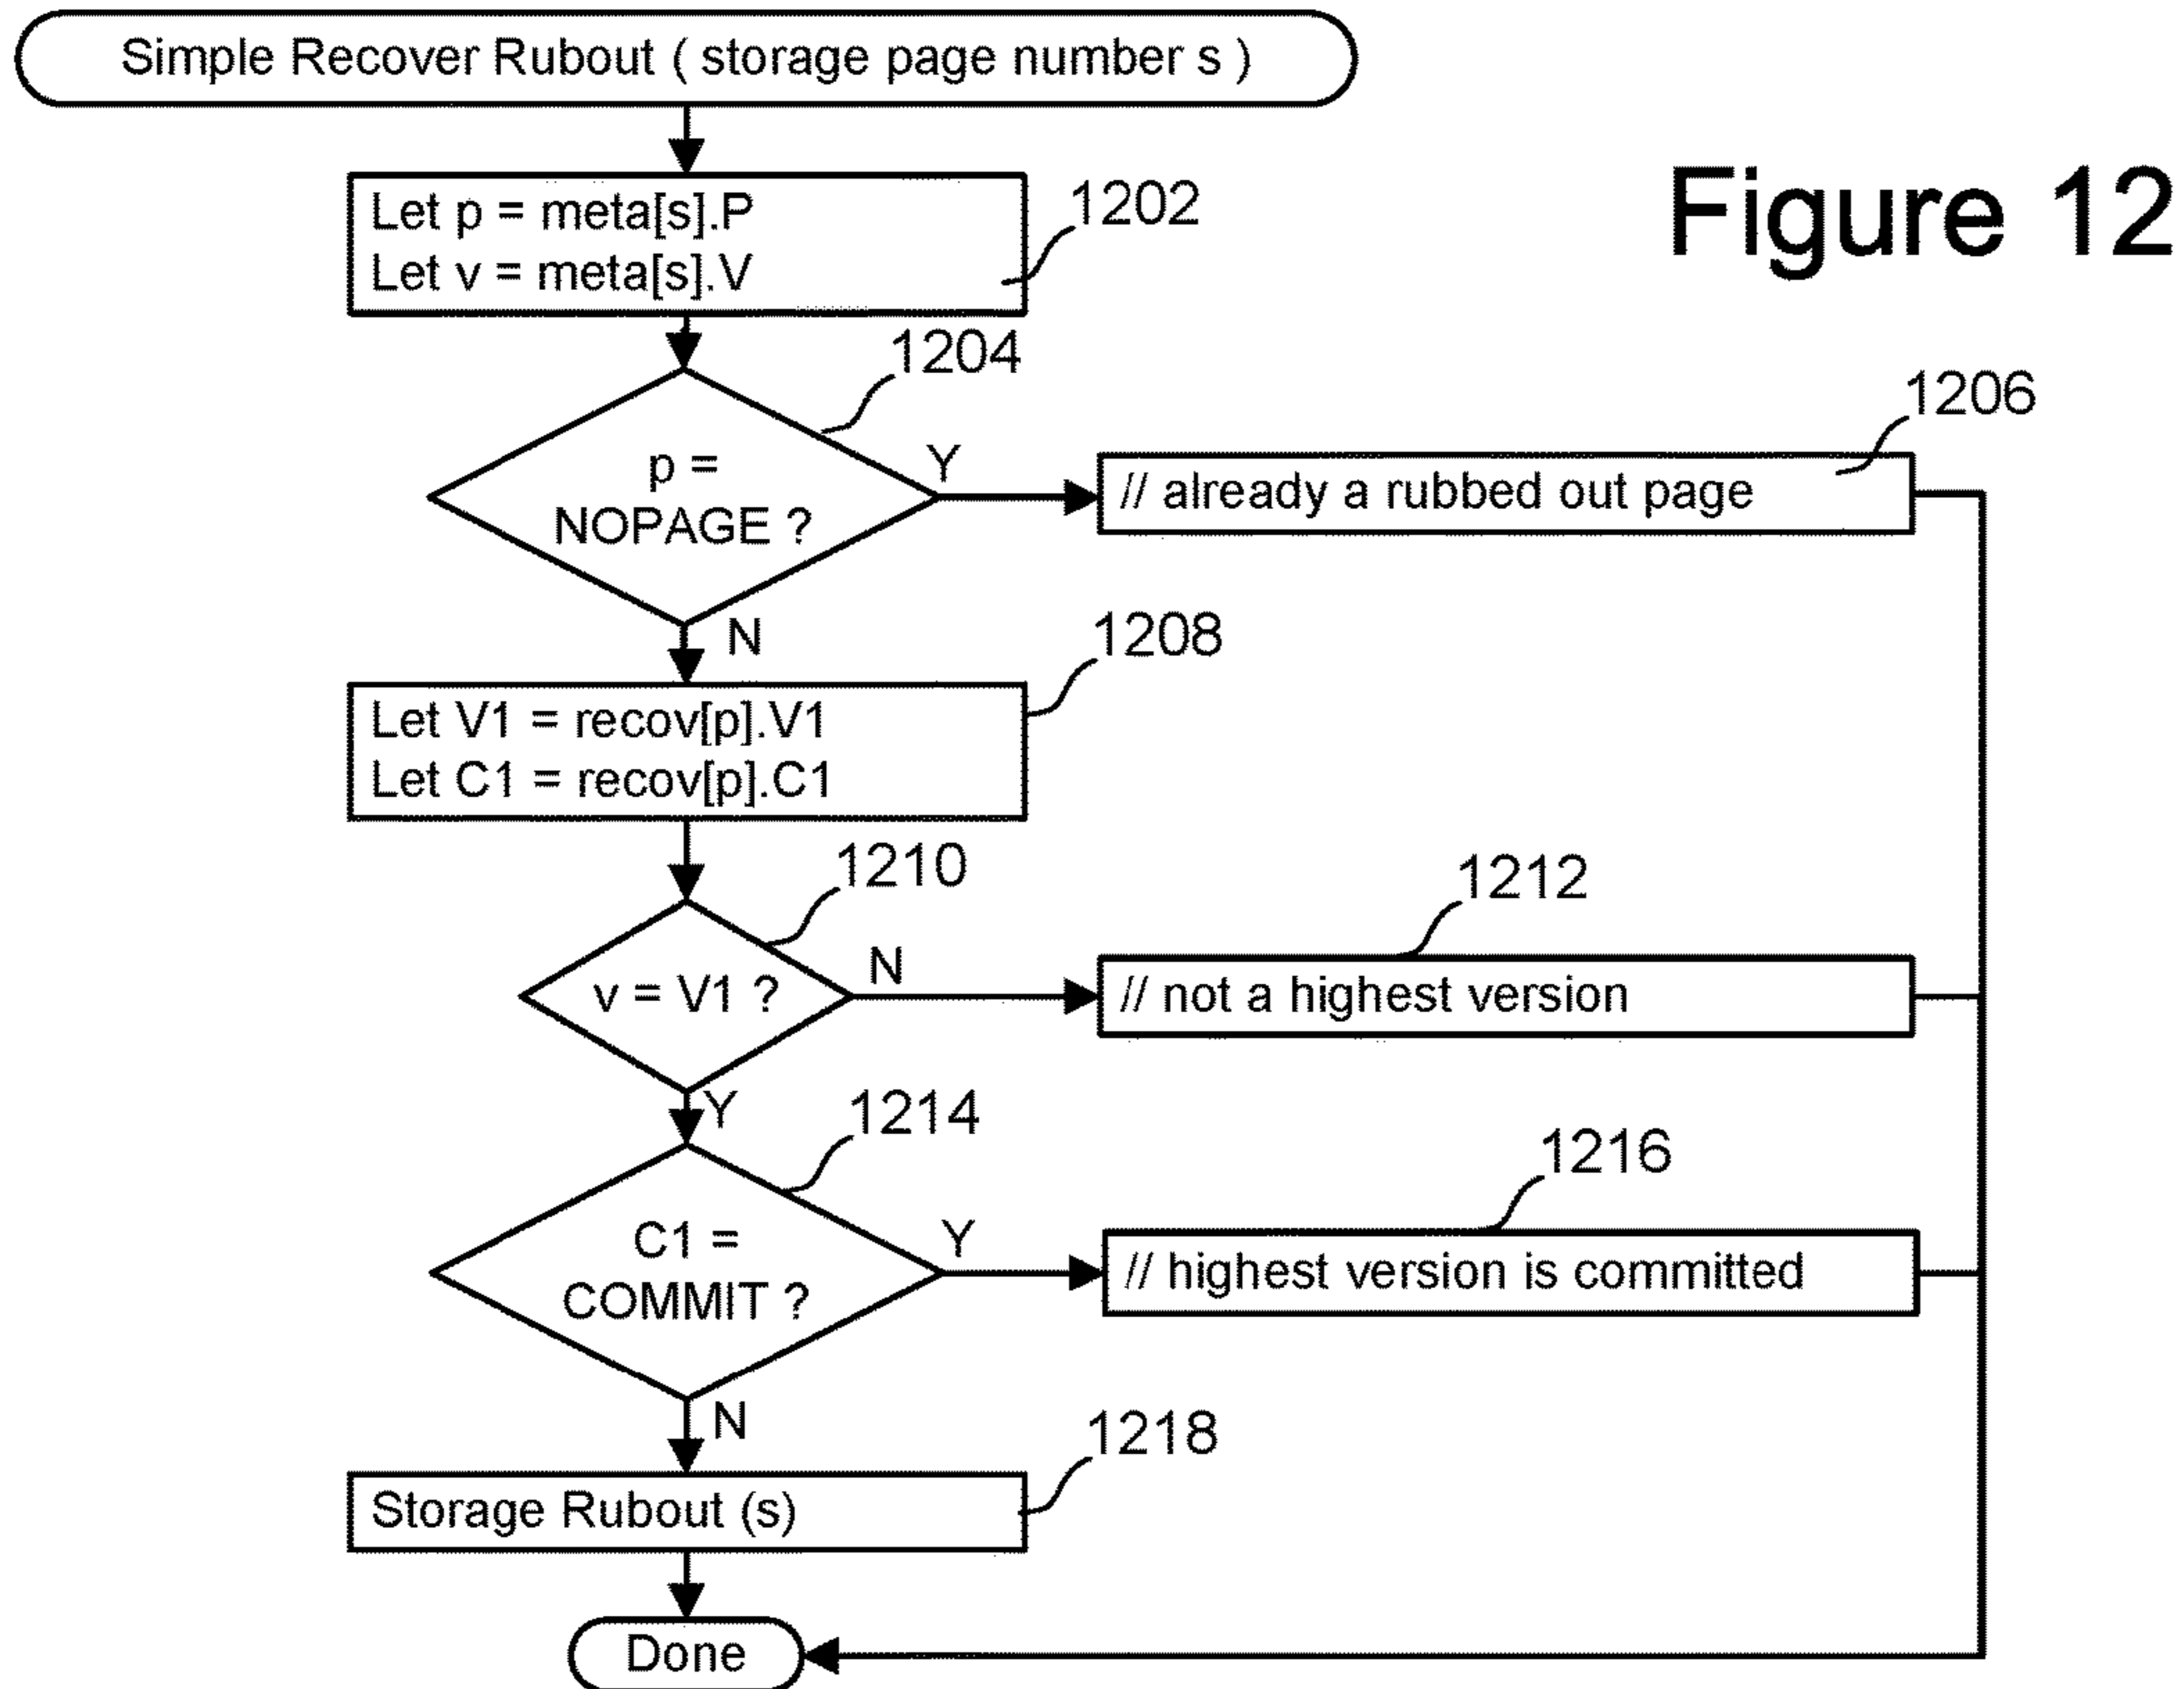 Simple Recover Rubout ( storage page number s )
Figure 12
Let p = meta[s].P
Let v = meta[s].V
1202
1204
p =
NOPAGE ?
Y
1206
// already a rubbed out page
N
1208
Let V1 = recov[p].V1
Let C1 = recov[p].C1
1210
v = V1 ?
N
1212
// not a highest version
Y
1214
C1 =
COMMIT ?
Y
1216
// highest version is committed
N
1218
Storage Rubout (s)
Done